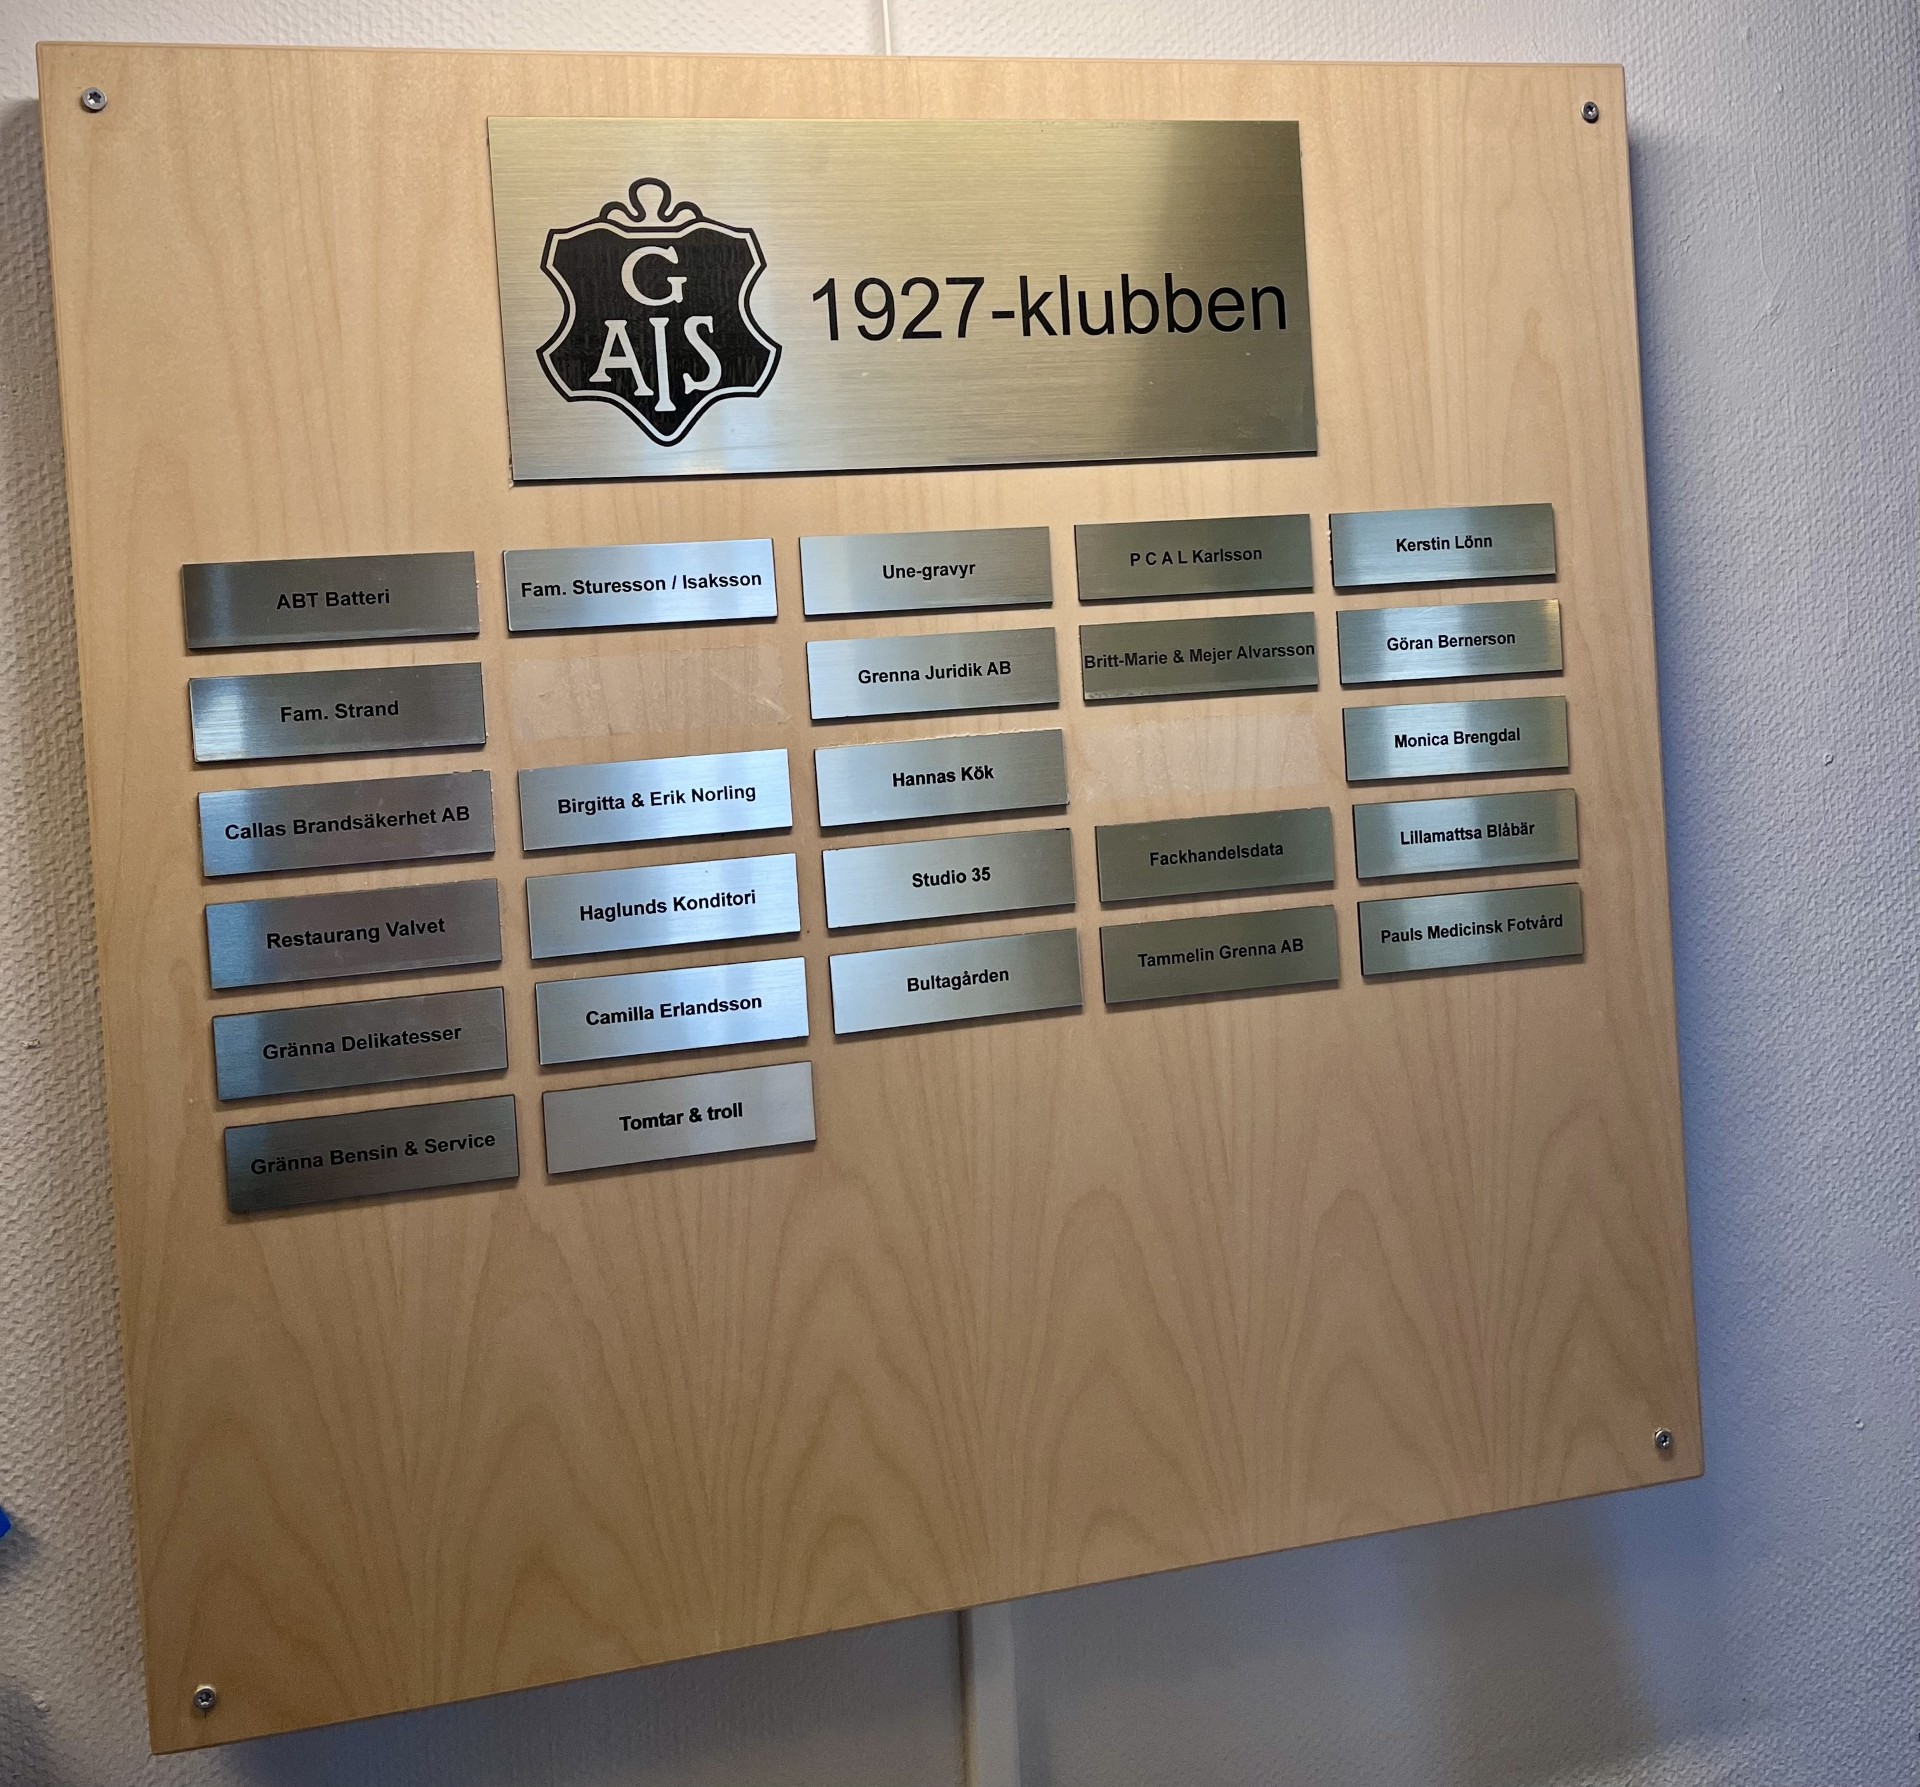 G
AIS
1927-klubben
ABT Batteri
Fam. Strand
Callas Brandsäkerhet AB
Restaurang Valvet
Gränna Delikatesser
Gränna Bensin & Service
Fam. Sturesson / Isaksson
Birgitta & Erik Norling
Haglunds Konditori
Camilla Erlandsson
Tomtar & troll
Une-gravyr
Grenna Juridik AB
Hannas Kök
Studio 35
Bultagården
P C A L Karlsson
Britt-Marie & Mejer Alvarsson
Fackhandelsdata
Tammelin Grenna AB
Kerstin Lönn
Göran Bernerson
Monica Brengdal
Lillamattsa Blåbär
Pauls Medicinsk Fotvård